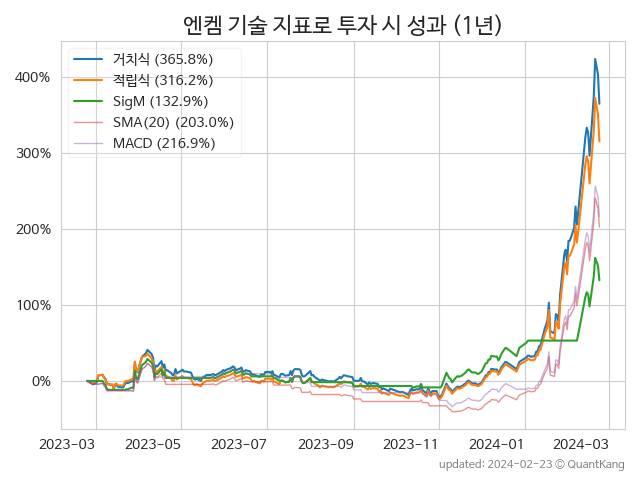 엔켐 기술 지표로 투자 시 성과 (1년)
거치식 (365.8%)
적립식 (316.2%)
SigM (132.9%)
SMA(20) (203.0%)
MACD (216.9%)
400%
300%
200%
100%
0%
2023-03 2023-05 2023-07 2023-09 2023-11 2024-01 2024-03
updated: 2024-02-23 © QuantKang